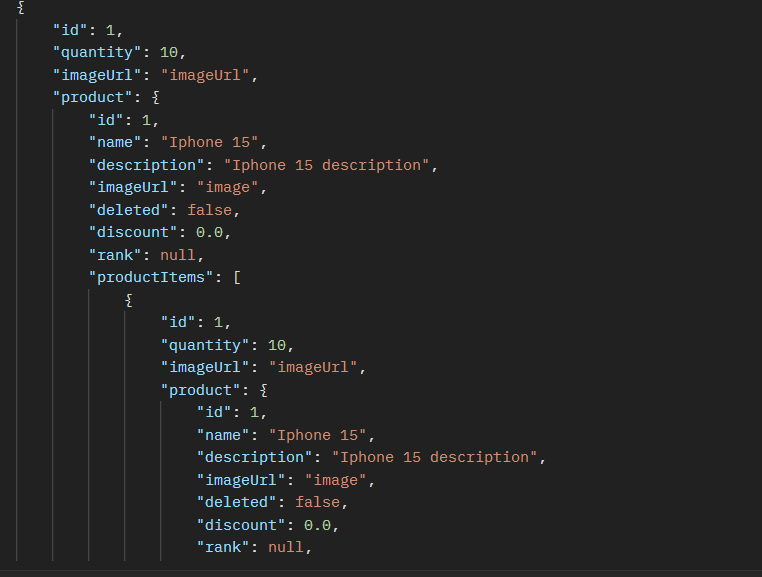 {
"id": 1,
"quantity": 10,
"imageUrl": "imageUrl",
"product": {
"id": 1,
"name": "Iphone 15",
"description": "Iphone 15 description",
"imageUrl": "image",
"deleted": false,
"discount": 0.0,
"rank": null,
"productItems": [
{
"id": 1,
"quantity": 10,
"imageUrl": "imageUrl",
"product": {
"id": 1,
"name": "Iphone 15",
"description": "Iphone 15 description",
"imageUrl": "image",
"deleted": false,
"discount": 0.0,
"rank": null,